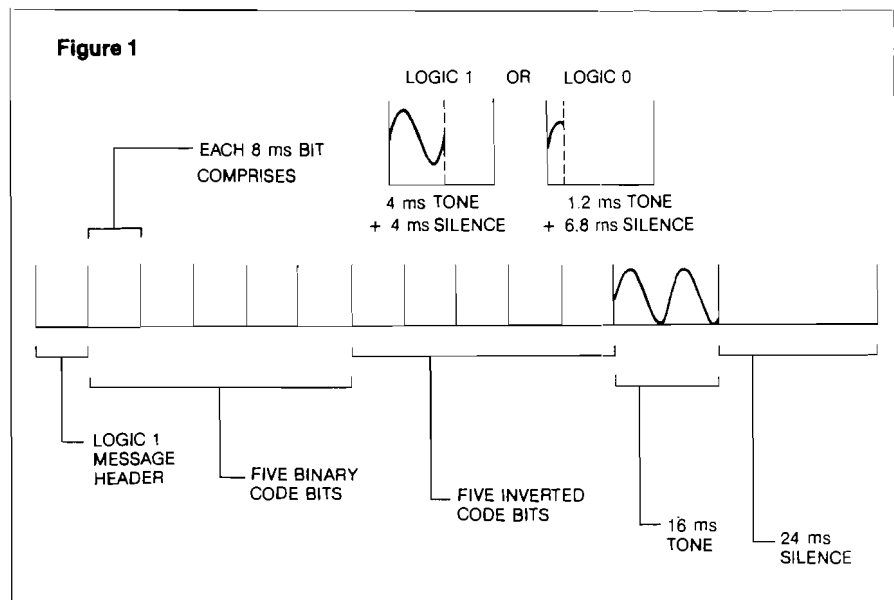 Figure 1
LOGIC 1 OR LOGIC 0
EACH 8 ms BIT
COMPRISES
4 ms TONE
+ 4 ms SILENCE
1.2 ms TONE
+ 6.8 ms SILENCE
LOGIC 1
MESSAGE
HEADER
FIVE BINARY
CODE BITS
FIVE INVERTED
CODE BITS
16 ms
TONE
24 ms
SILENCE